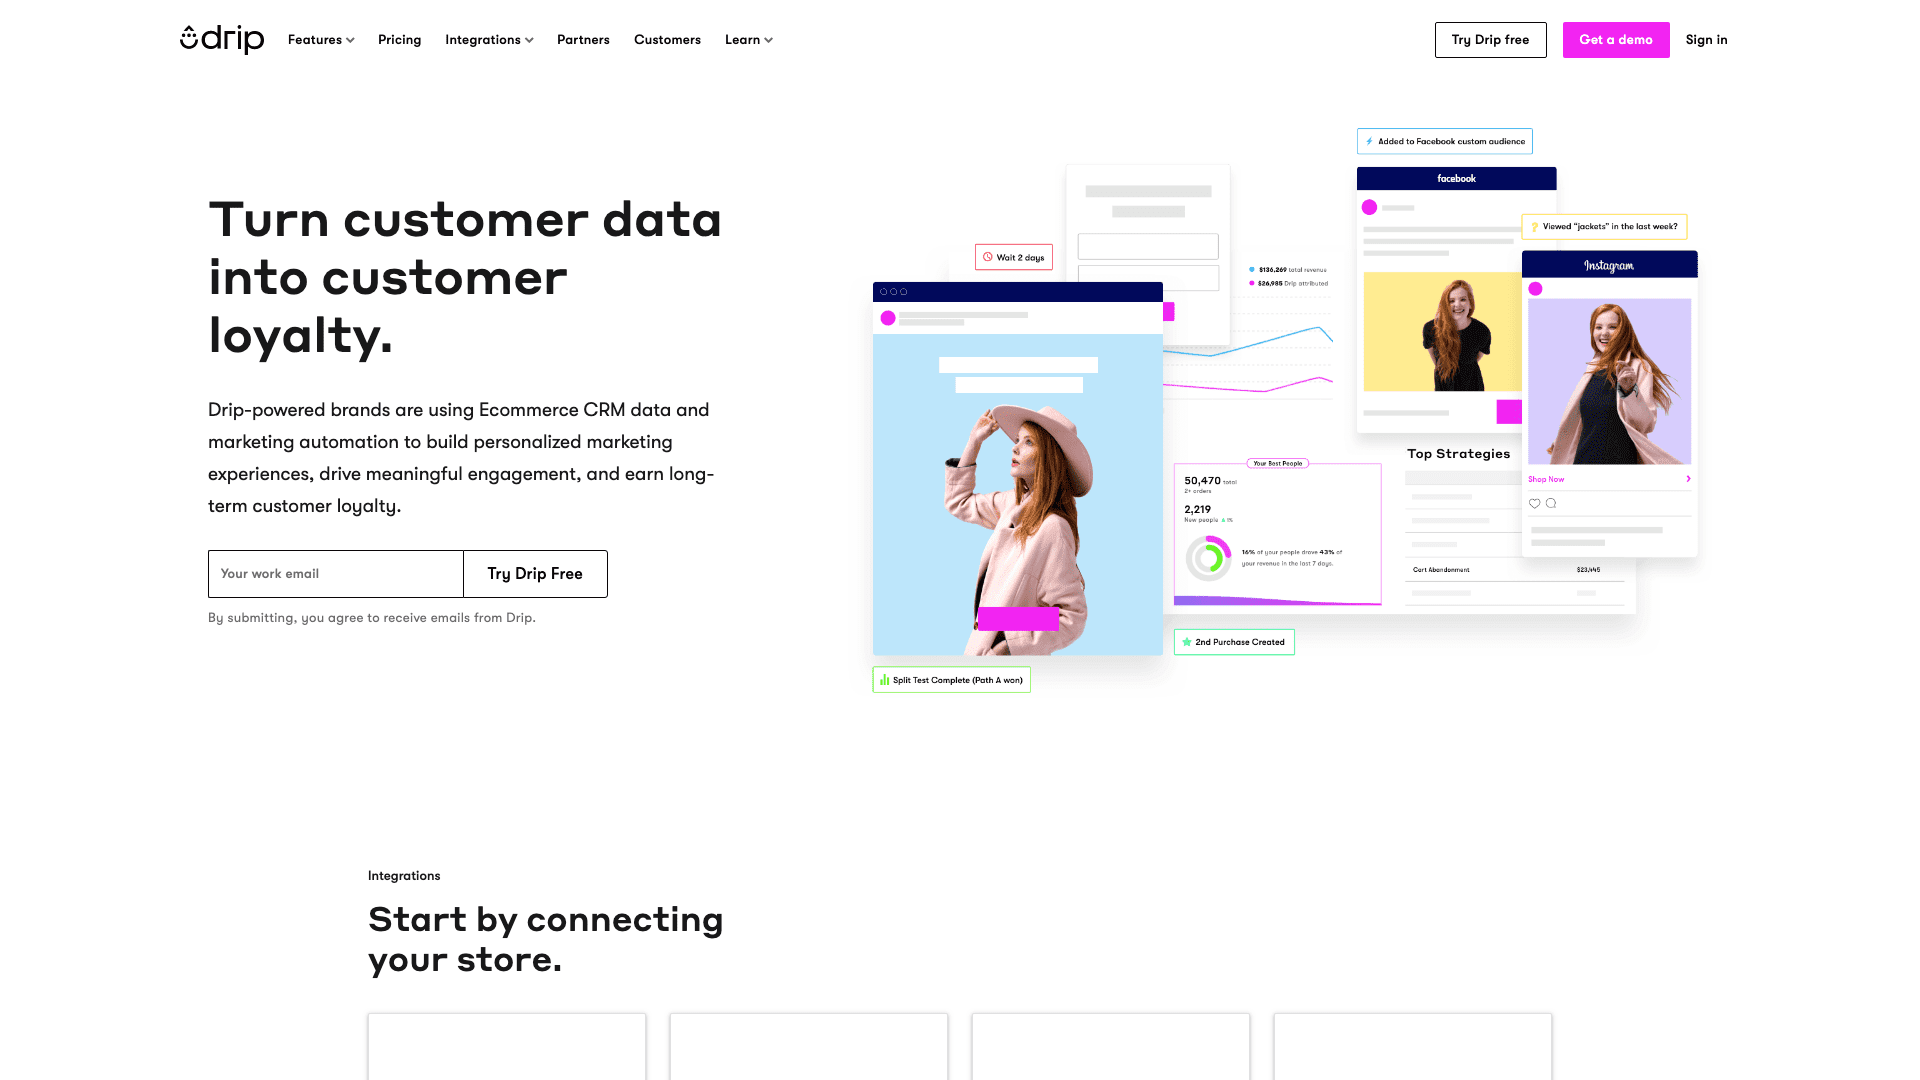 drip
Features
Pricing
Integrations
Partners
Customers
Learn
Try Drip free
Get a demo
Sign in
Turn customer data
into customer
loyalty.
Drip-powered brands are using Ecommerce CRM data and
marketing automation to build personalized marketing
experiences, drive meaningful engagement, and earn long-
term customer loyalty.
Your work email
Try Drip Free
By submitting, you agree to receive emails from Drip.
Added to Facebook custom audience
facebook
Viewed "jackets" in the last week?
Instagram
Wait 2 days
$136,269 total revenue
$26,985 Drip attributed
Top Strategies
Your Best People
50,470 total
2+ orders
2,219
New people 1%
16% of your people drove 43% of
your revenue in the last 7 days.
Shop Now
Cart Abandonment
$23,445
2nd Purchase Created
Split Test Complete (Path A won)
Integrations
Start by connecting
your store.